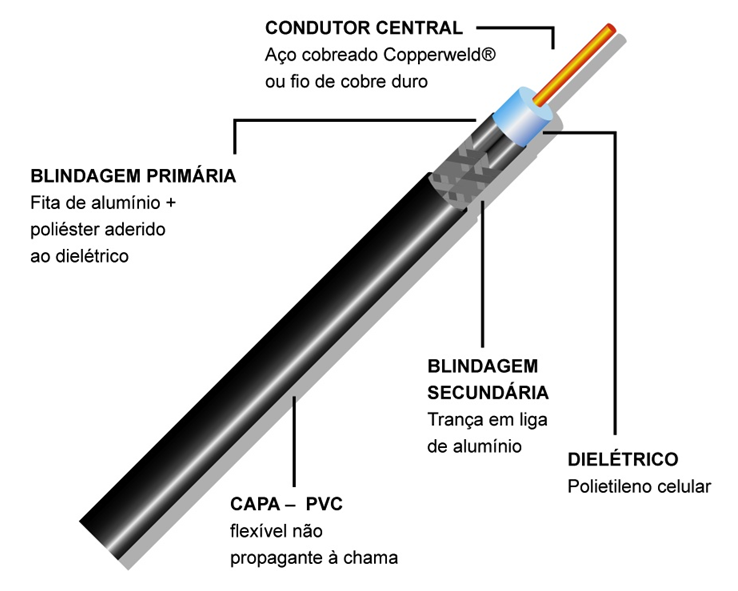 CONDUTOR CENTRAL
Aço cobreado Copperweld®
ou fio de cobre duro
BLINDAGEM PRIMÁRIA
Fita de alumínio +
poliéster aderido
ao dielétrico
BLINDAGEM
SECUNDÁRIA
Trança em liga
de alumínio
DIELÉTRICO
Polietileno celular
CAPA – PVC
flexível não
propagante à chama